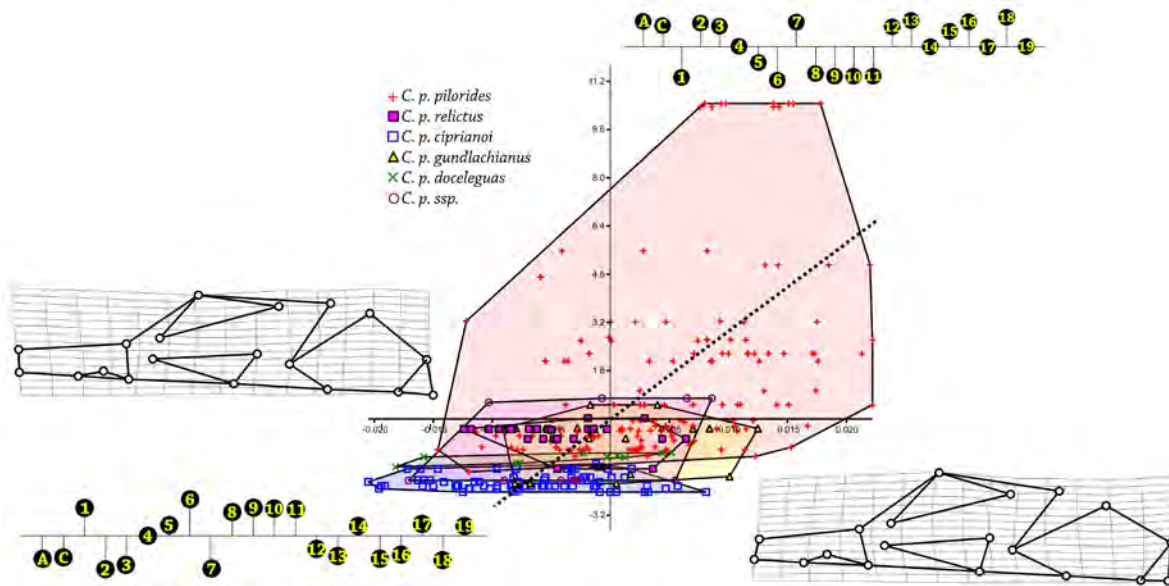 A C 2 3 7 12 13 15 16 18
4 14 17 19
1 5 6 8 9 10 11
11.2
C. p. pilorides
C. p. relictus
9.6
C. p. ciprianoi
C. p. gundlachianus
C. p. doceleguas
8.0
C. p. ssp.
6.4
4.8
3.2
-0.020 -0.015 0.015 0.020
-3.2
1 6 8 9 10 11 14 17 19
4 5
A C 2 3 7 12 13 15 16 18